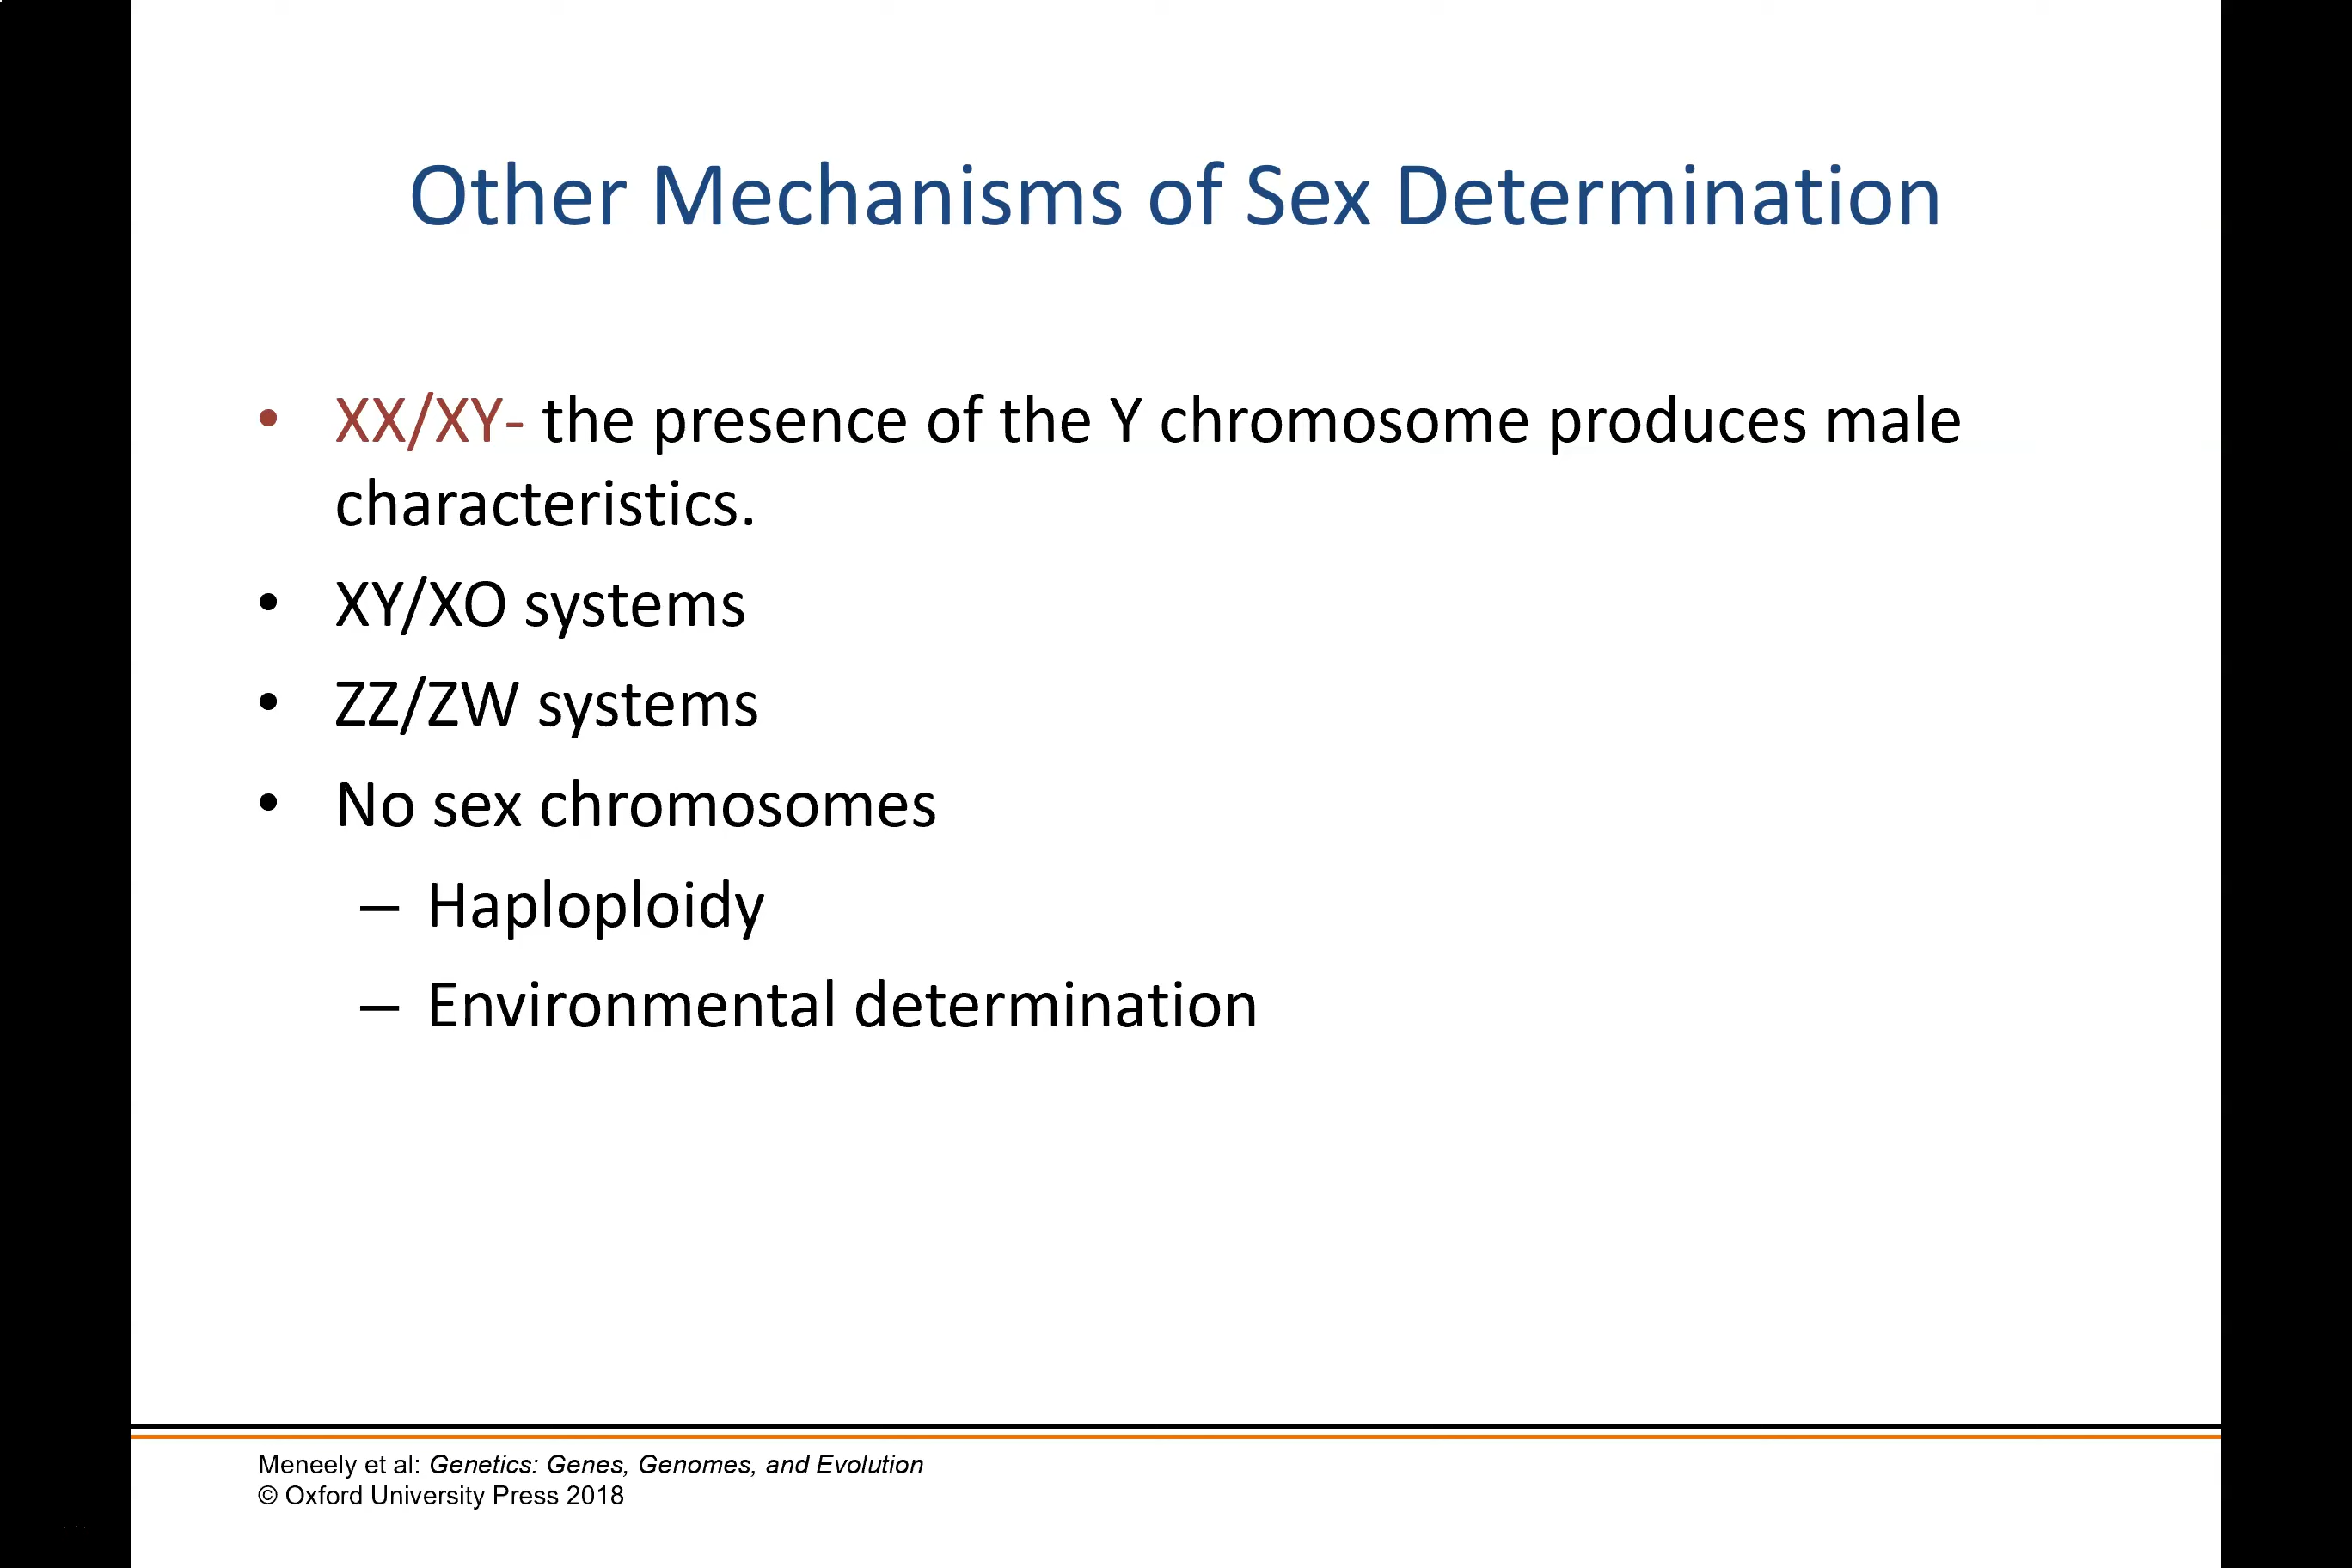 Other Mechanisms of Sex Determination
• XX/XY- the presence of the Y chromosome produces male
characteristics.
• XY/XO systems
• ZZ/ZW systems
• No sex chromosomes
– Haploploidy
– Environmental determination
Meneely et al: Genetics: Genes, Genomes, and Evolution
© Oxford University Press 2018